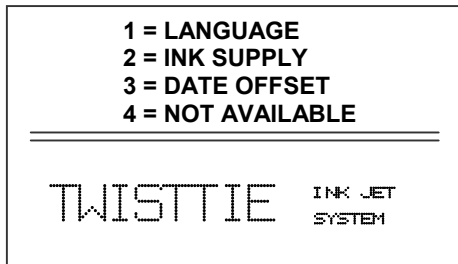 1 = LANGUAGE
2 = INK SUPPLY
3 = DATE OFFSET
4 = NOT AVAILABLE
TWISTTIE INK JET
SYSTEM